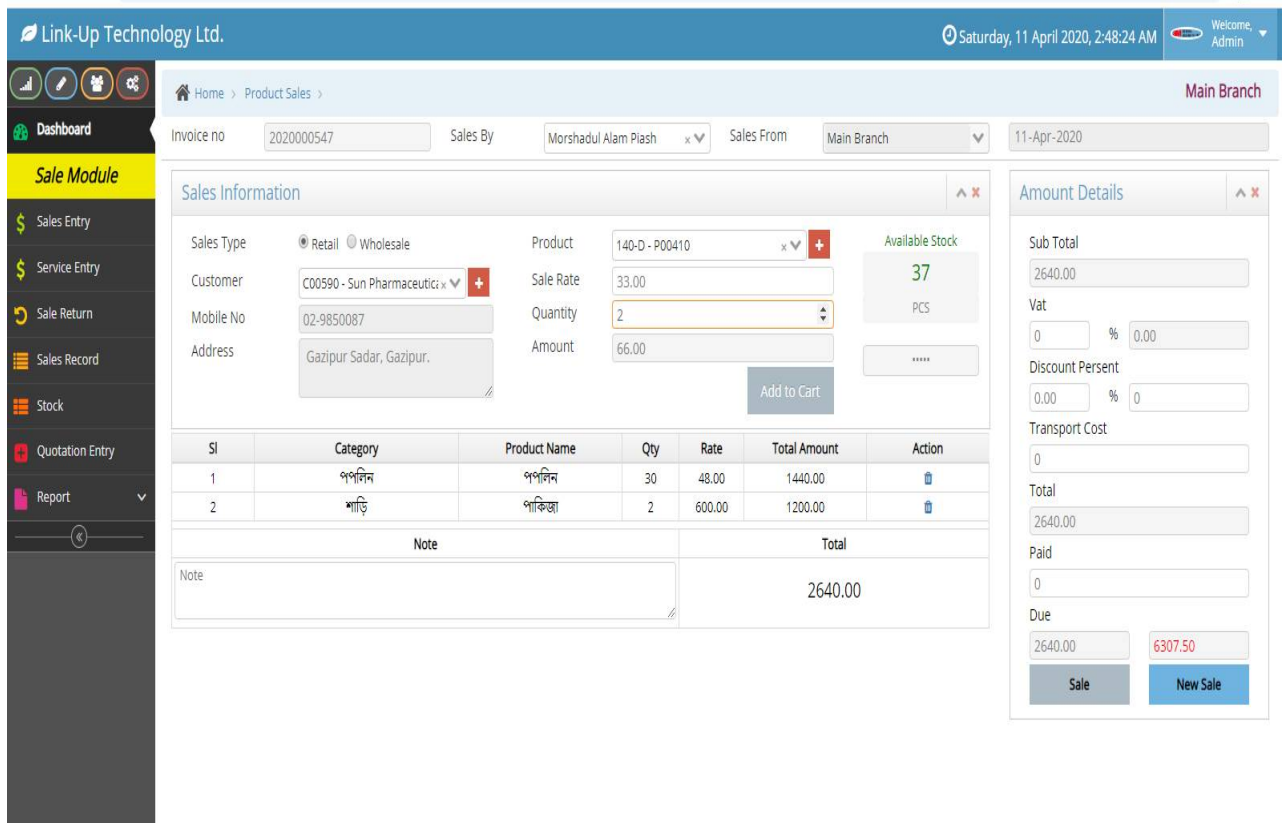 Link-Up Technology Ltd.
Saturday, 11 April 2020, 2:48:24 AM
Welcome,
Admin
Home > Product Sales >
Main Branch
Dashboard
Sale Module
Sales Entry
Service Entry
Sale Return
Sales Record
Stock
Quotation Entry
Report
Invoice no 2020000547 Sales By Morshadul Alam Piash x Sales From Main Branch 11-Apr-2020
Sales Information
Sales Type Retail Wholesale
Customer C00590 - Sun Pharmaceutica x
Mobile No 02-9850087
Address Gazipur Sadar, Gazipur.
Product 140-D - P00410 x
Sale Rate 33.00
Quantity 2
Amount 66.00
Add to Cart
Available Stock
37
PCS
*****
Sl Category Product Name Qty Rate Total Amount Action
1 পপলিন পপলিন 30 48.00 1440.00
2 শাড়ি পাকিজা 2 600.00 1200.00
Note Total
Note 2640.00
Amount Details
Sub Total
2640.00
Vat
0 % 0.00
Discount Persent
0.00 % 0
Transport Cost
0
Total
2640.00
Paid
0
Due
2640.00 6307.50
Sale New Sale